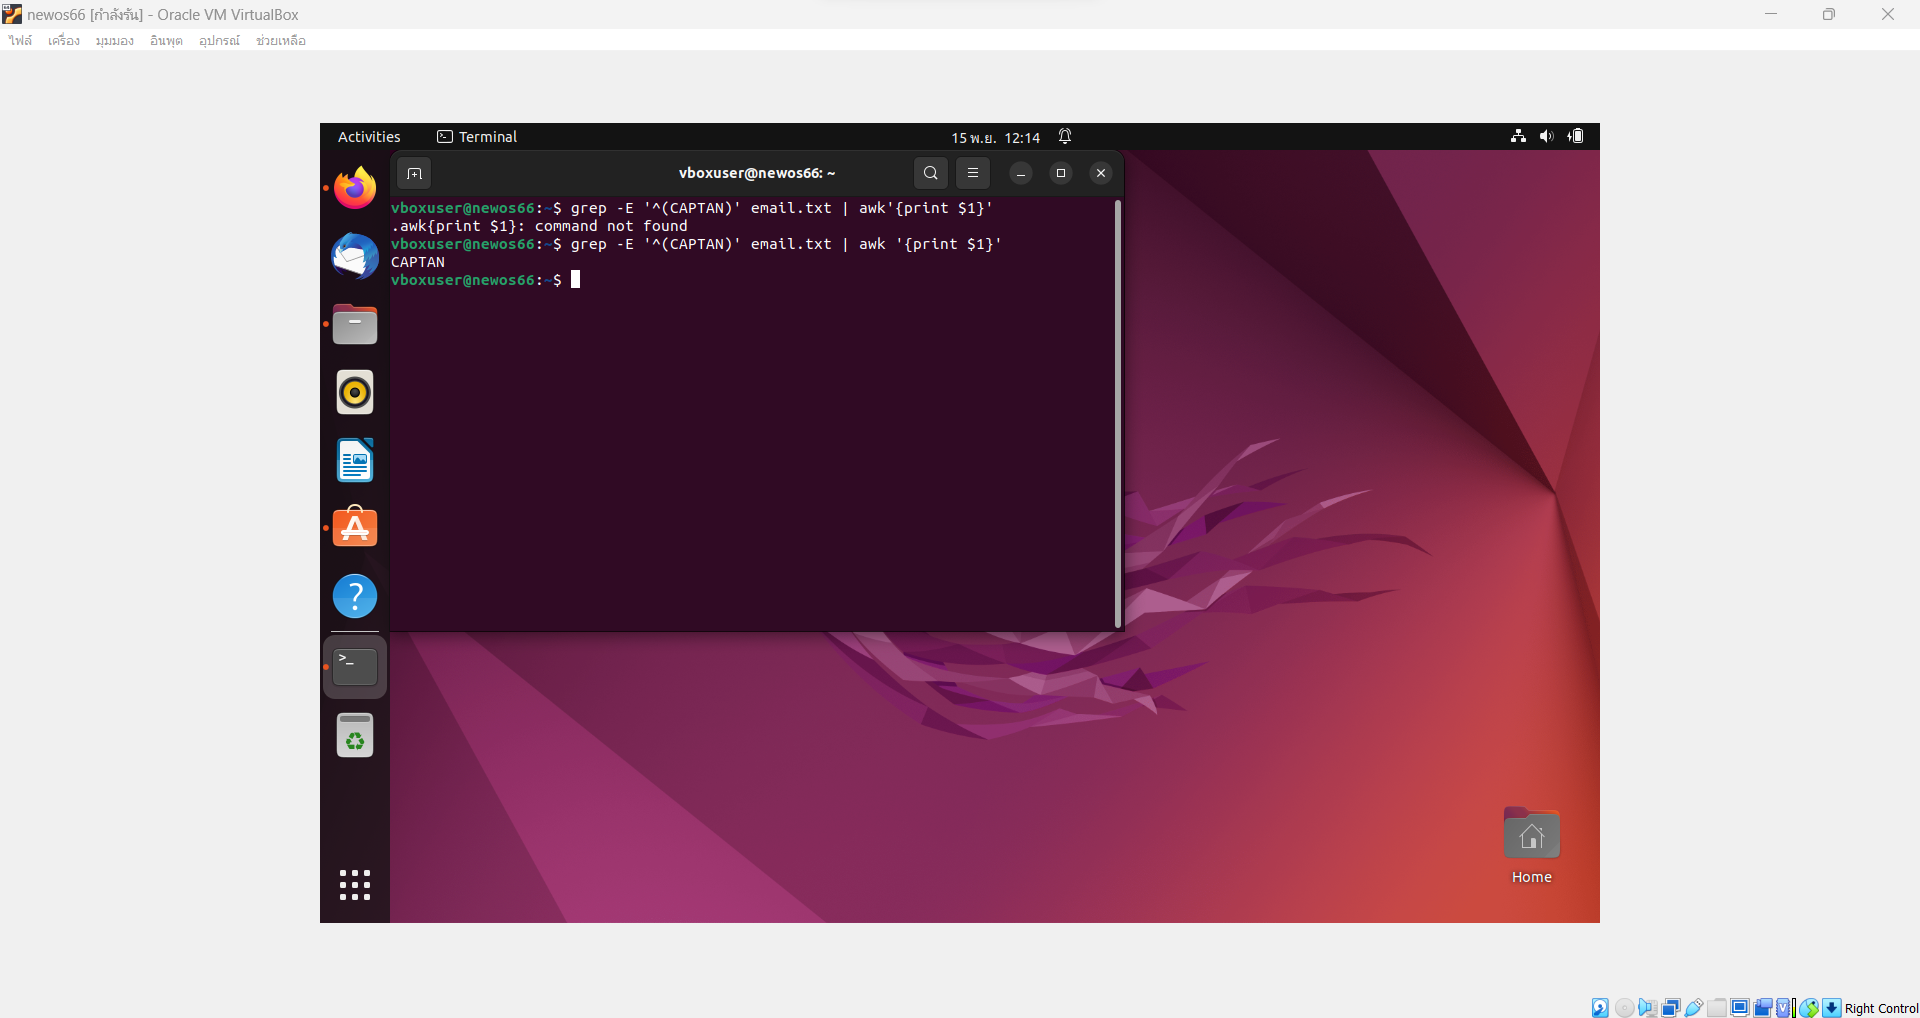 newos66 [กำลังรัน] - Oracle VM VirtualBox
ไฟล์ เครื่อง มุมมอง อินพุต อุปกรณ์ ช่วยเหลือ
Activities Terminal 15 พ.ย. 12:14
vboxuser@newos66: ~
vboxuser@newos66:~$ grep -E '^(CAPTAN)' email.txt | awk'{print $1}'
.awk{print $1}: command not found
vboxuser@newos66:~$ grep -E '^(CAPTAN)' email.txt | awk '{print $1}'
CAPTAN
vboxuser@newos66:~$
Home
Right Control